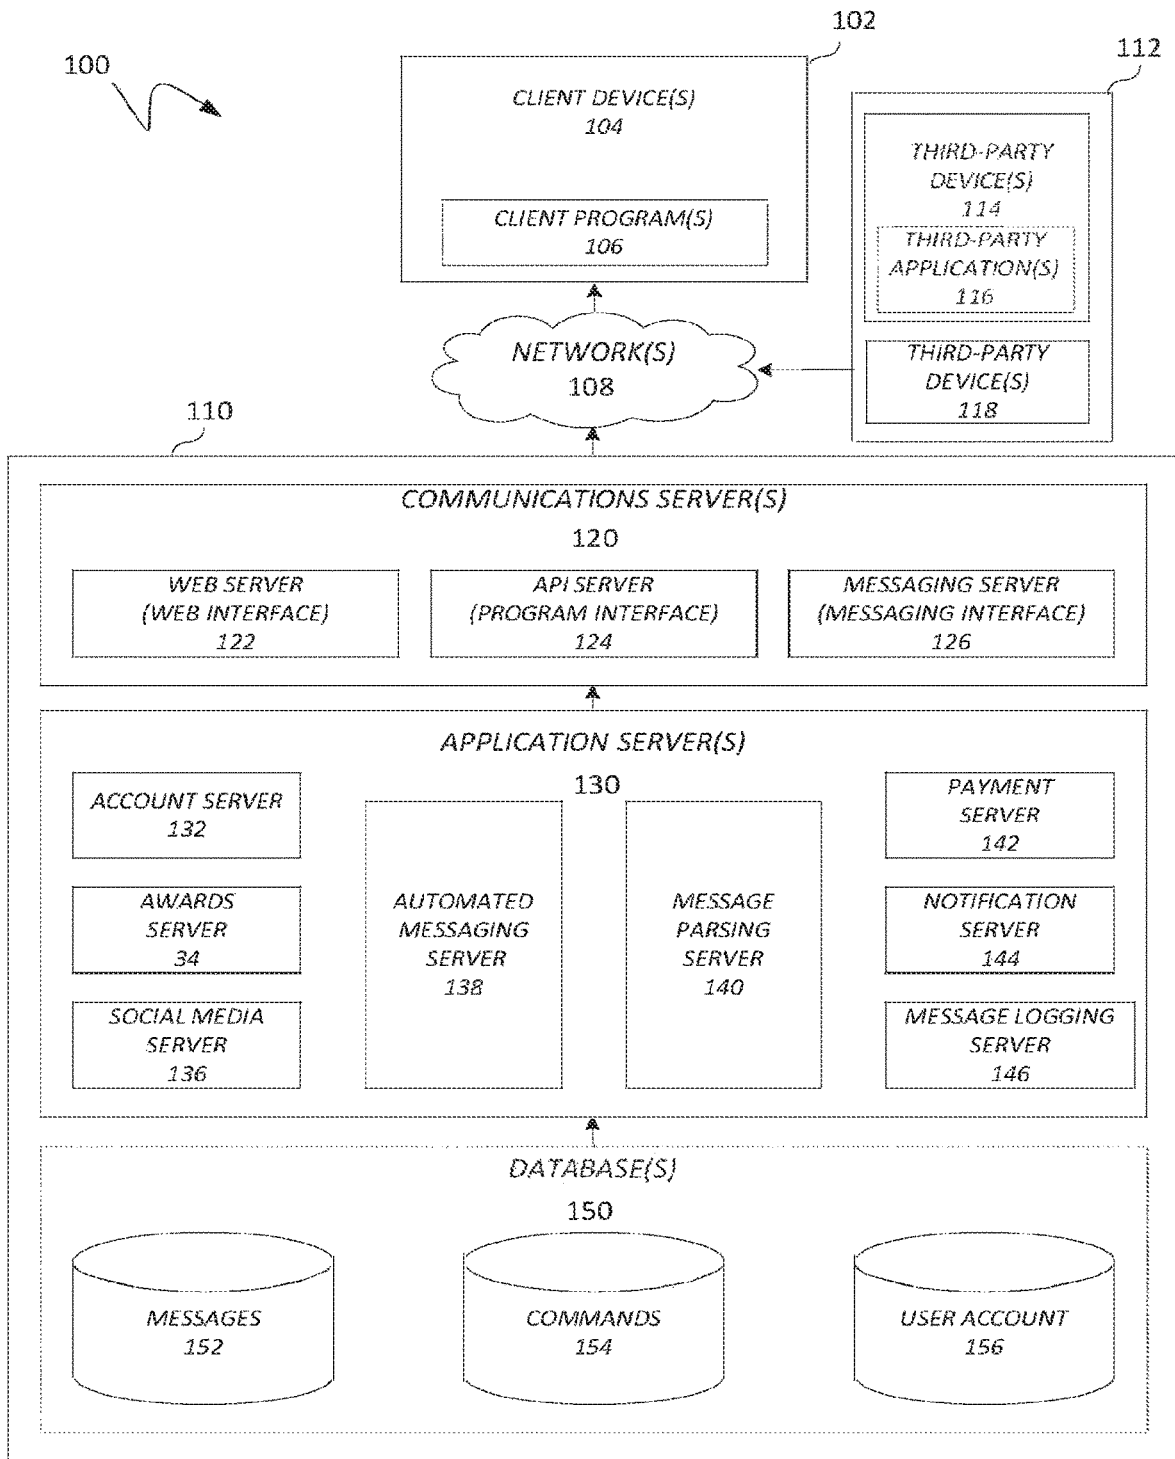 100
102
112
CLIENT DEVICE(S)
104
CLIENT PROGRAM(S)
106
THIRD-PARTY
DEVICE(S)
114
THIRD-PARTY
APPLICATION(S)
116
THIRD-PARTY
DEVICE(S)
118
NETWORK(S)
108
110
COMMUNICATIONS SERVER(S)
120
WEB SERVER
(WEB INTERFACE)
122
API SERVER
(PROGRAM INTERFACE)
124
MESSAGING SERVER
(MESSAGING INTERFACE)
126
APPLICATION SERVER(S)
130
ACCOUNT SERVER
132
AWARDS
SERVER
34
SOCIAL MEDIA
SERVER
136
AUTOMATED
MESSAGING
SERVER
138
MESSAGE
PARSING
SERVER
140
PAYMENT
SERVER
142
NOTIFICATION
SERVER
144
MESSAGE LOGGING
SERVER
146
DATABASE(S)
150
MESSAGES
152
COMMANDS
154
USER ACCOUNT
156